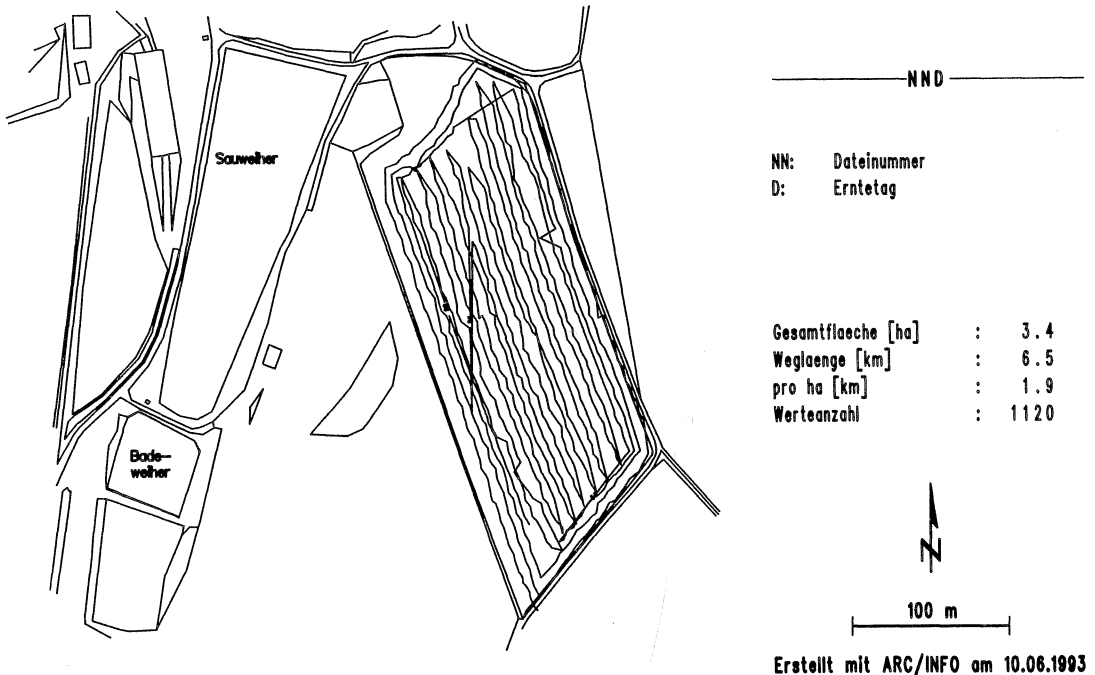 Sauweiher
Bade-
weiher
NND
NN: Dateinummer
D: Erntetag
Gesamtflaeche [ha] : 3.4
Weglaenge [km] : 6.5
pro ha [km] : 1.9
Werteanzahl : 1120
N
100 m
Erstellt mit ARC/INFO am 10.06.1993